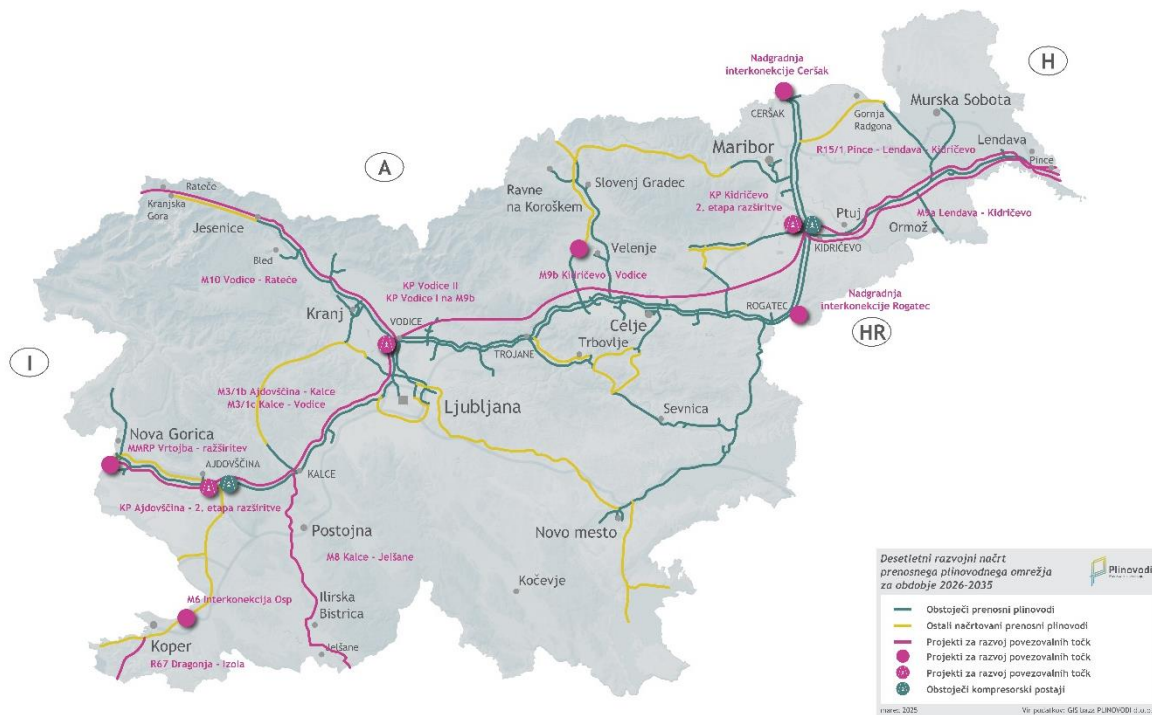 Nadgradnja
interkonekcije Ceršak
H
CERŠAK
Gornja
Radgona
Murska Sobota
Lendava
Pince
R15/1 Pince - Lendava - Kidričevo
Maribor
A
Ravne
na Koroškem
Slovenj Gradec
KP Kidričevo
2. etapa razširitve
Ptuj
M9a Lendava - Kidričevo
Ormož
KIDRIČEVO
Rateče
Kranjska
Gora
Jesenice
Bled
Velenje
M9b Kidričevo - Vodice
M10 Vodice - Rateče
KP Vodice II
KP Vodice I na M9b
Nadgradnja
interkonekcije Rogatec
ROGATEC
HR
Kranj
VODICE
Celje
TROJANE
Trbovlje
I
M3/1b Ajdovščina - Kalce
M3/1c Kalce - Vodice
Ljubljana
Sevnica
Nova Gorica
MMRP Vrtojba - razširitev
AJDOVŠČINA
KALCE
KP Ajdovščina - 2. etapa razširitve
Postojna
Novo mesto
M8 Kalce - Jelšane
Kočevje
M6 Interkonekcija Osp
Ilirska
Bistrica
Koper
Jelšane
R67 Dragonja - Izola
Desetletni razvojni načrt
prenosnega plinovodnega omrežja
za obdobje 2026-2035
Plinovodi
Obstoječi prenosni plinovodi
Ostali načrtovani prenosni plinovodi
Projekti za razvoj povezovalnih točk
Projekti za razvoj povezovalnih točk
Projekti za razvoj povezovalnih točk
Obstoječi kompresorski postaji
marec 2025
Vir podatkov: GIS baza PLINOVODI d.o.o.